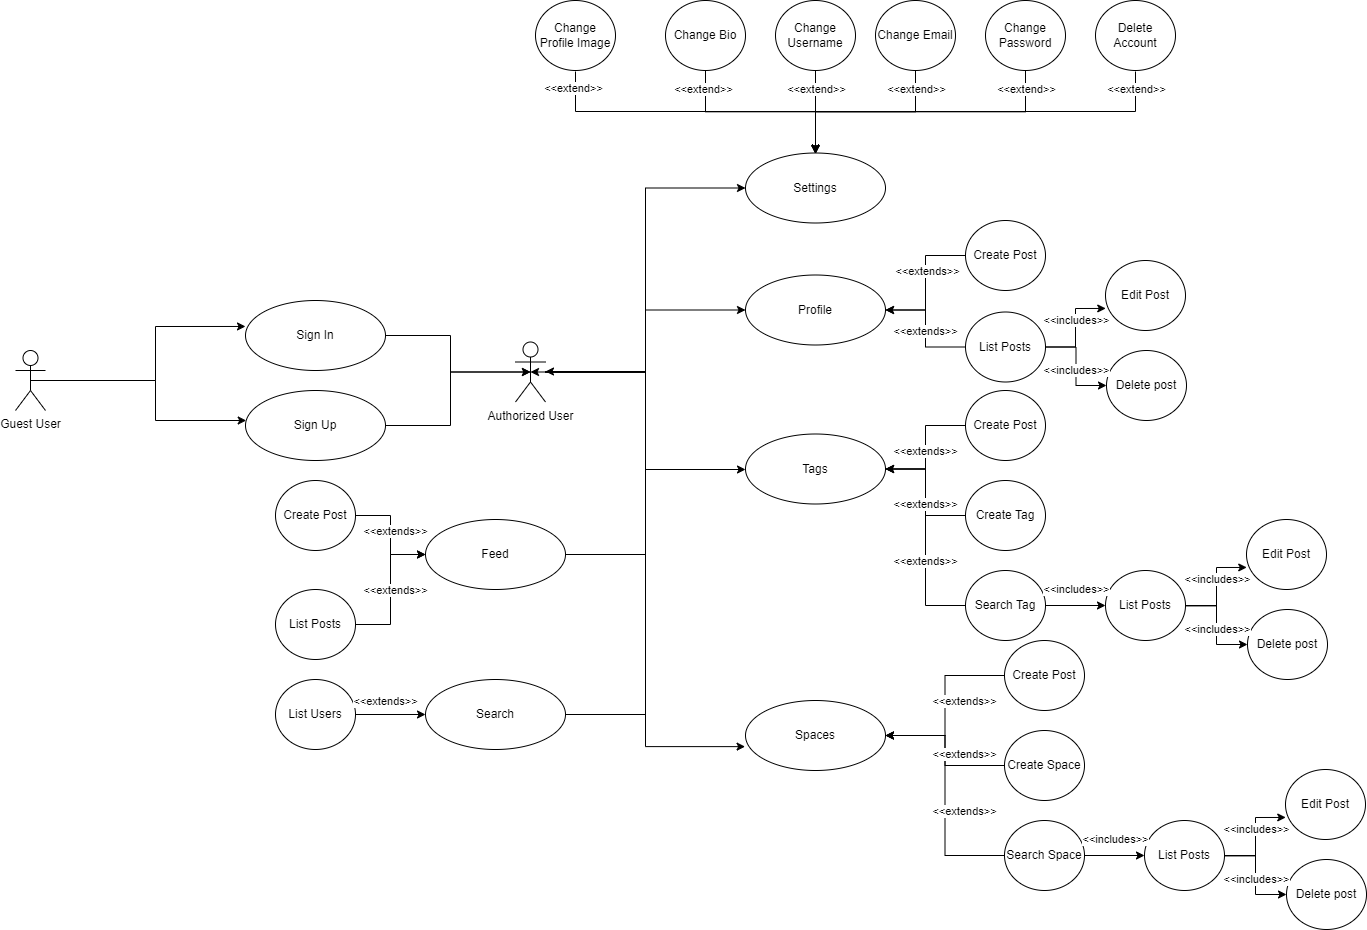 Change
Profile Image
Change Bio
Change
Username
Change Email
Change
Password
Delete
Account
<<extend>>
<<extend>>
<<extend>>
<<extend>>
<<extend>>
<<extend>>
Settings
Create Post
<<extends>>
Profile
Edit Post
<<extends>>
<<includes>>
List Posts
<<includes>>
Delete post
Sign In
Guest User
Authorized User
Sign Up
Create Post
<<extends>>
Tags
<<extends>>
Create Tag
<<extends>>
Search Tag
<<includes>>
List Posts
<<includes>>
Edit Post
<<includes>>
Delete post
Create Post
<<extends>>
Feed
<<extends>>
List Posts
List Users
<<extends>>
Search
Create Post
<<extends>>
Spaces
<<extends>>
Create Space
<<extends>>
Search Space
<<includes>>
List Posts
<<includes>>
Edit Post
<<includes>>
Delete post